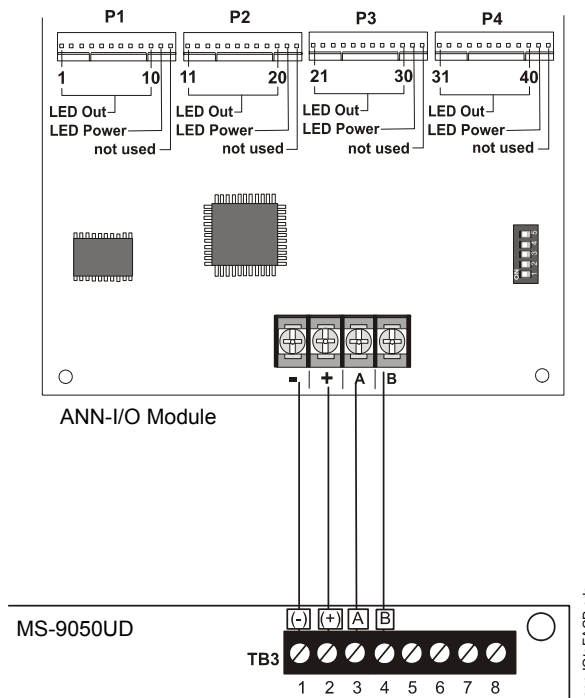 P1 P2 P3 P4
1 10 11 20 21 30 31 40
LED Out LED Out LED Out LED Out
LED Power LED Power LED Power LED Power
not used not used not used not used
ON
1 2 3 4 5
- + A B
ANN-I/O Module
MS-9050UD
(-) (+) A B
TB3
1 2 3 4 5 6 7 8